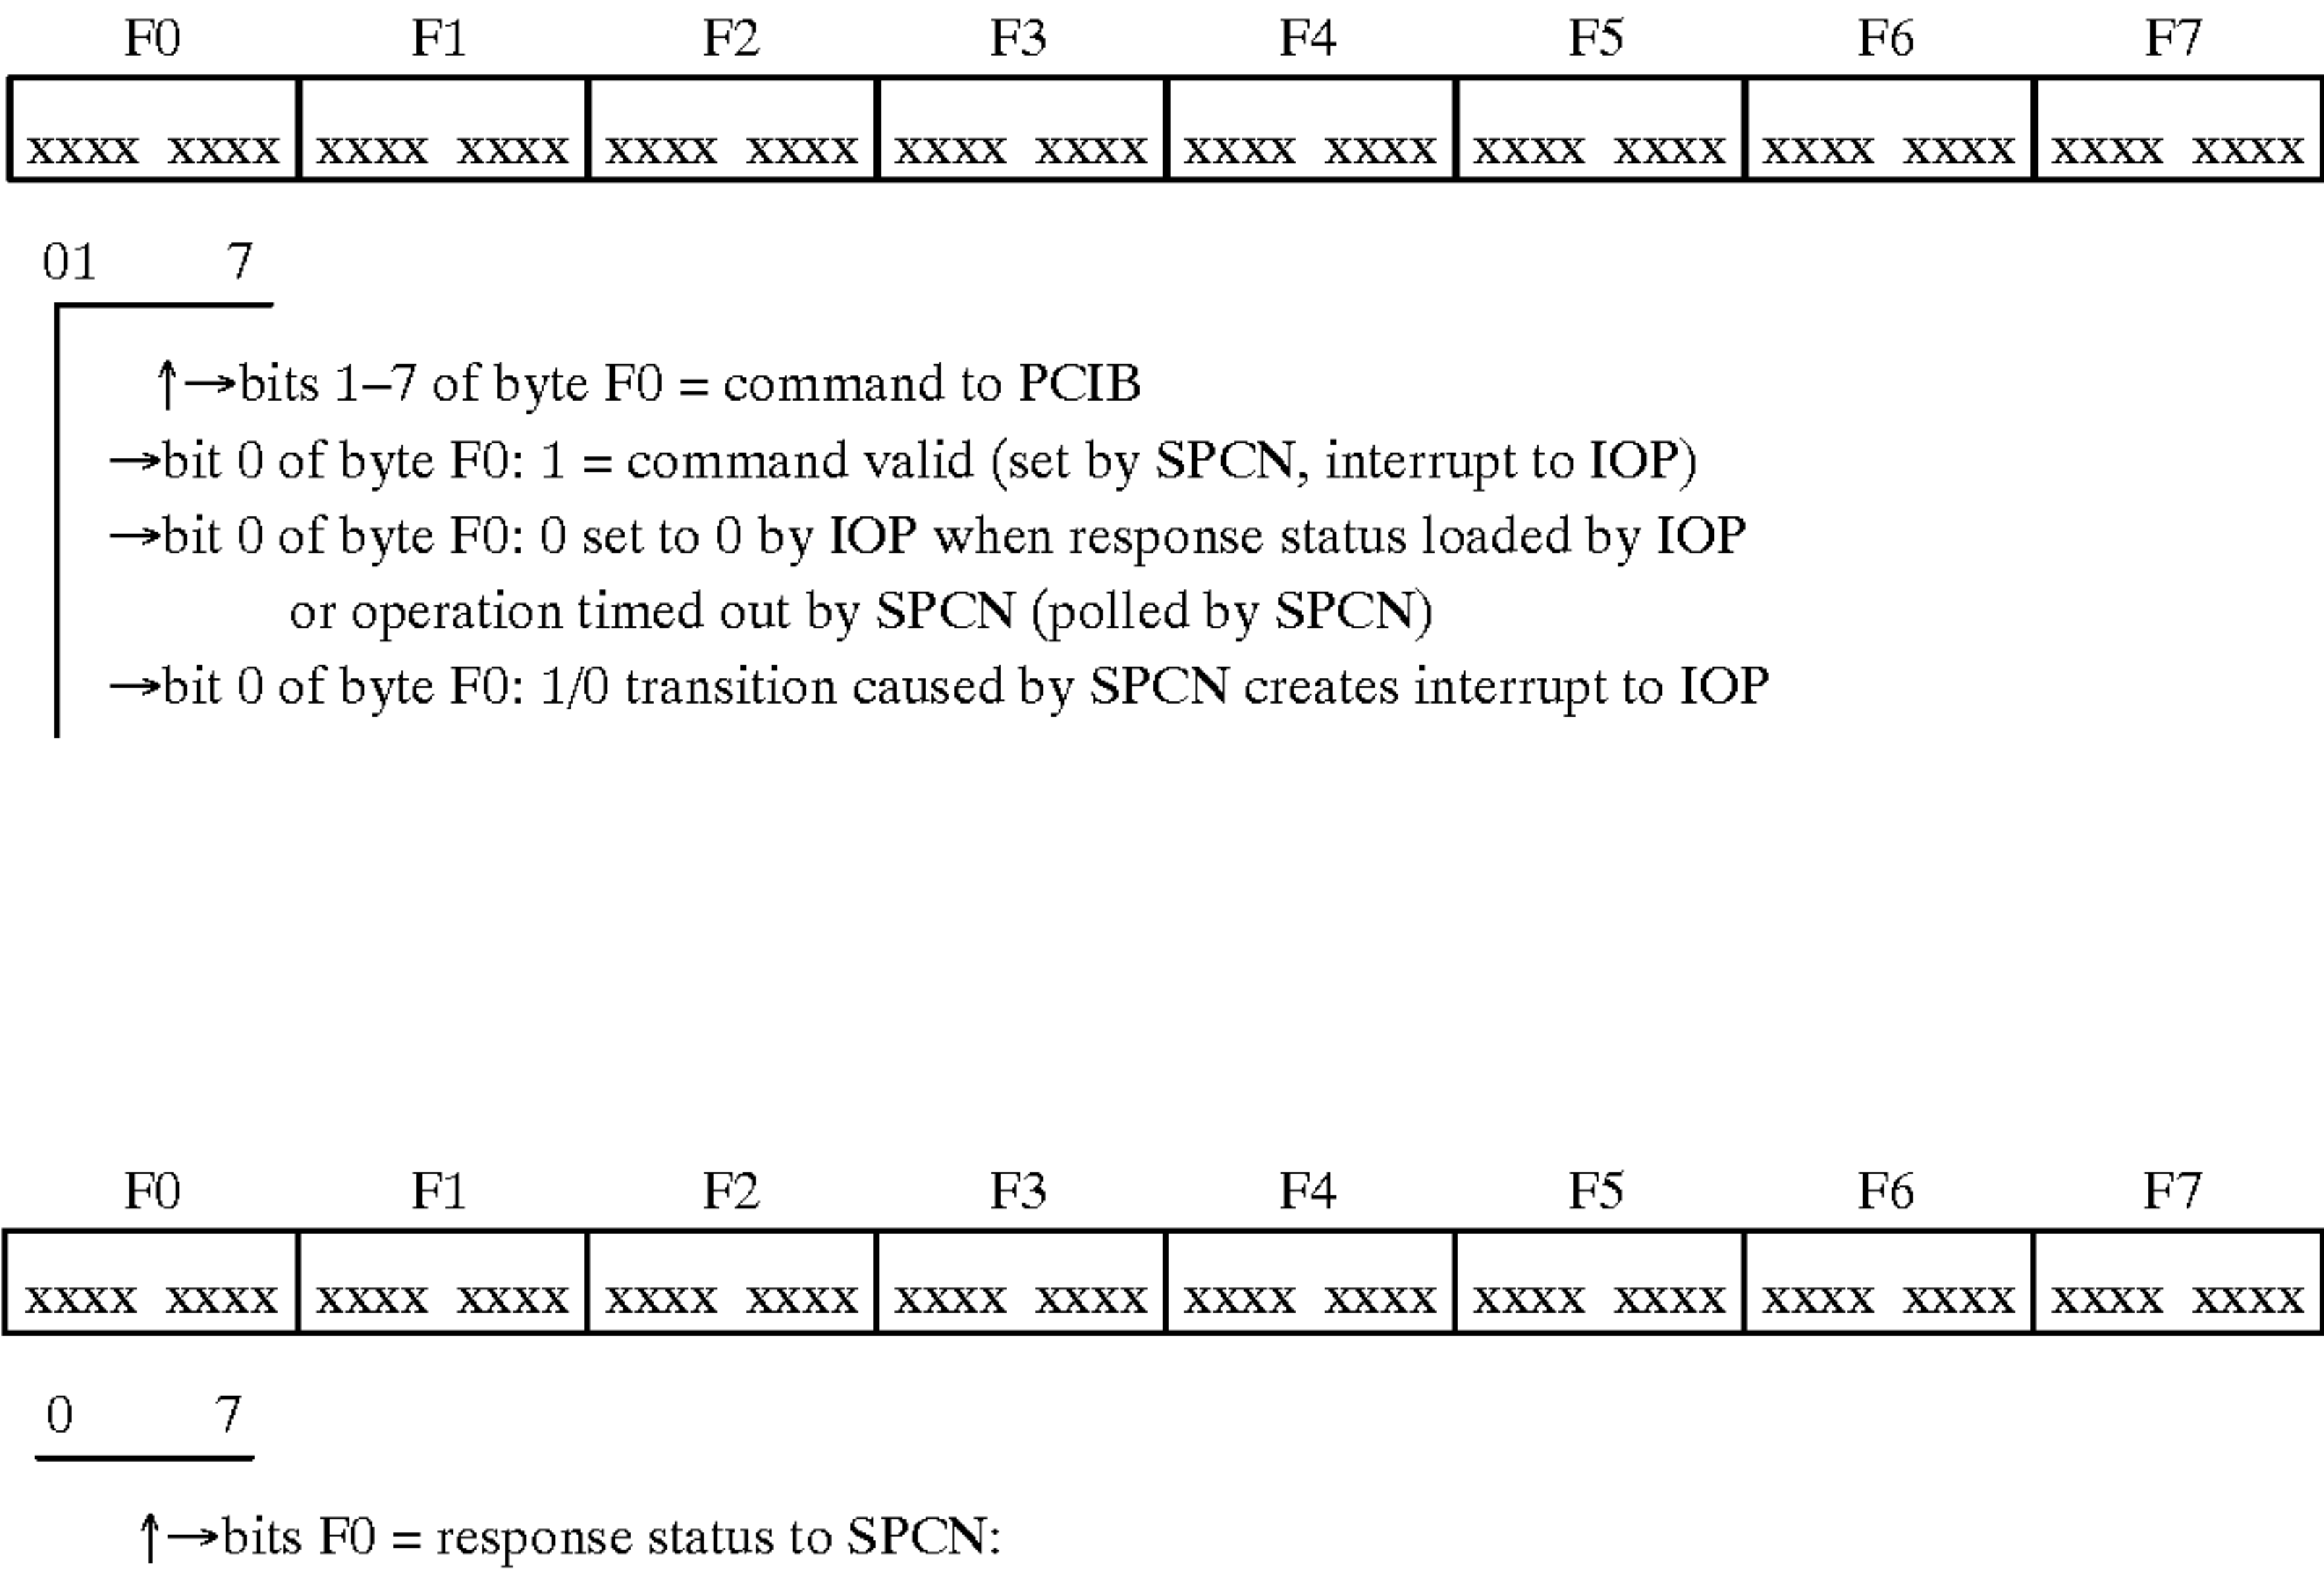 F0 F1 F2 F3 F4 F5 F6 F7
xxxx xxxx xxxx xxxx xxxx xxxx xxxx xxxx xxxx xxxx xxxx xxxx xxxx xxxx xxxx xxxx
01 7
↑→bits 1–7 of byte F0 = command to PCIB
→bit 0 of byte F0: 1 = command valid (set by SPCN, interrupt to IOP)
→bit 0 of byte F0: 0 set to 0 by IOP when response status loaded by IOP
or operation timed out by SPCN (polled by SPCN)
→bit 0 of byte F0: 1/0 transition caused by SPCN creates interrupt to IOP
F0 F1 F2 F3 F4 F5 F6 F7
xxxx xxxx xxxx xxxx xxxx xxxx xxxx xxxx xxxx xxxx xxxx xxxx xxxx xxxx xxxx xxxx
0 7
↑→bits F0 = response status to SPCN: